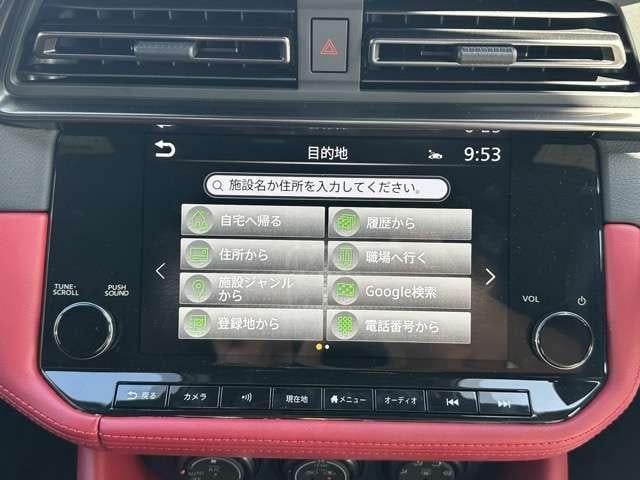 目的地
9:53
施設名か住所を入力してください。
自宅へ帰る
履歴から
住所から
職場へ行く
施設ジャンル
から
Google検索
登録地から
電話番号から
TUNE・
SCROLL
PUSH
SOUND
VOL
戻る
カメラ
現在地
メニュー
オーディオ
A/C